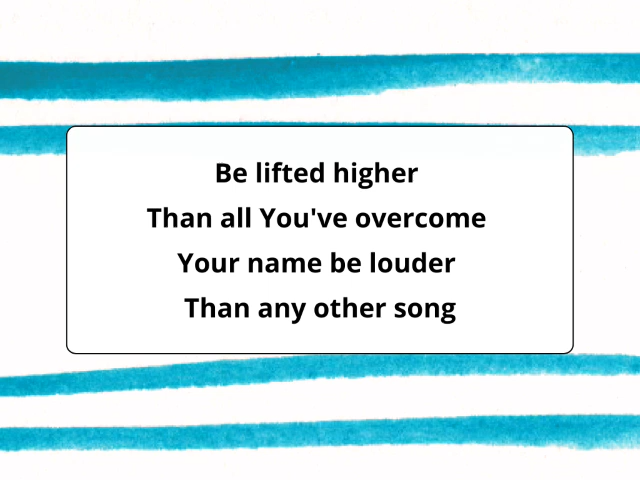 Be lifted higher
Than all You've overcome
Your name be louder
Than any other song